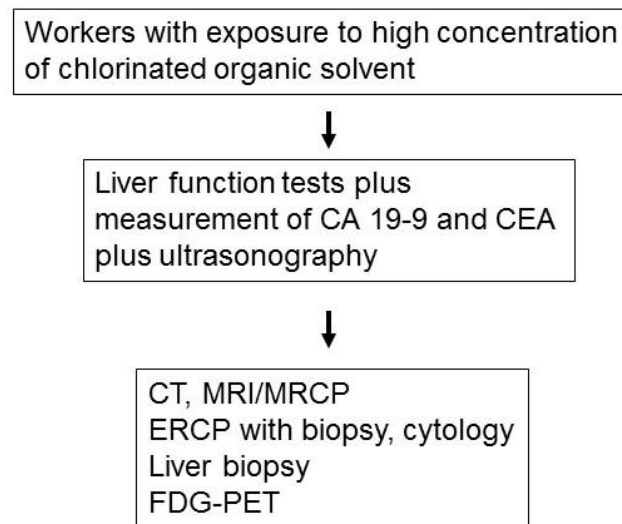 Workers with exposure to high concentration
of chlorinated organic solvent
Liver function tests plus
measurement of CA 19-9 and CEA
plus ultrasonography
CT, MRI/MRCP
ERCP with biopsy, cytology
Liver biopsy
FDG-PET